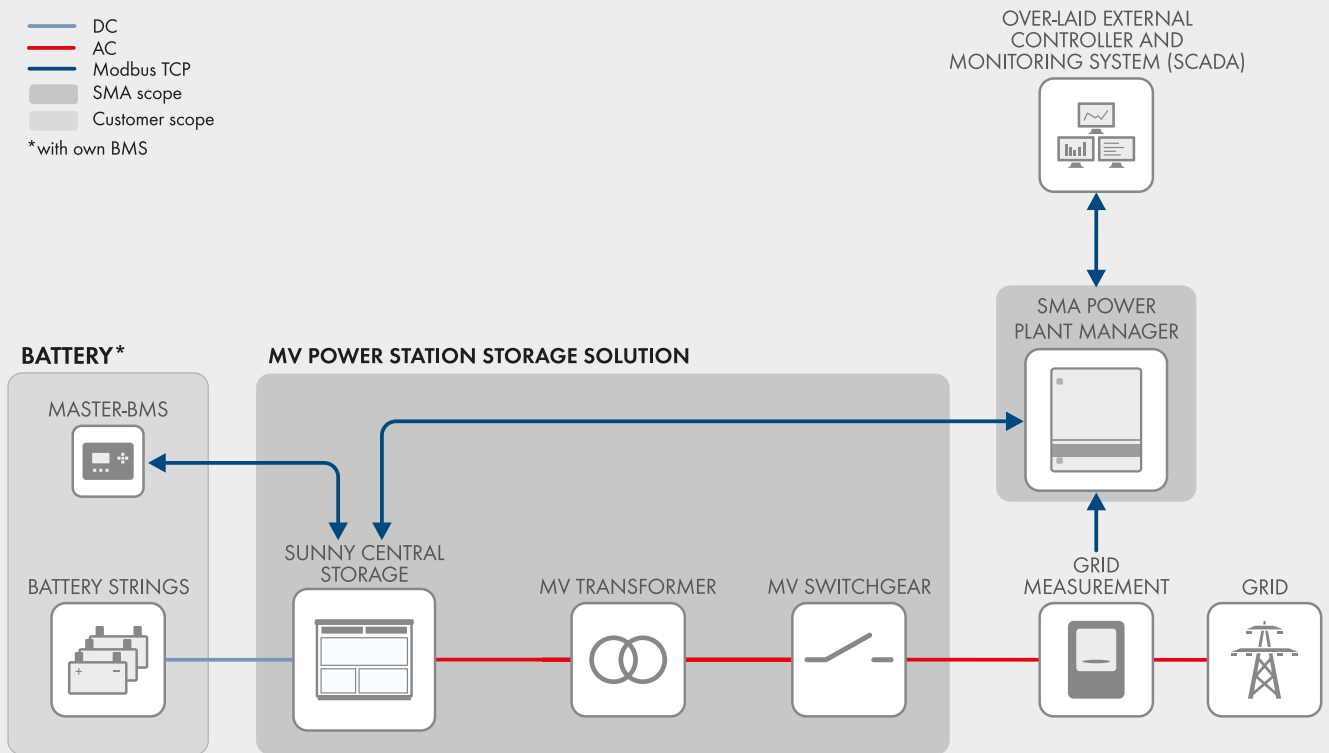 DC
AC
Modbus TCP
SMA scope
Customer scope
*with own BMS
OVER-LAID EXTERNAL
CONTROLLER AND
MONITORING SYSTEM (SCADA)
SMA POWER
PLANT MANAGER
BATTERY*
MV POWER STATION STORAGE SOLUTION
MASTER-BMS
SUNNY CENTRAL
STORAGE
BATTERY STRINGS
MV TRANSFORMER
MV SWITCHGEAR
GRID
MEASUREMENT
GRID